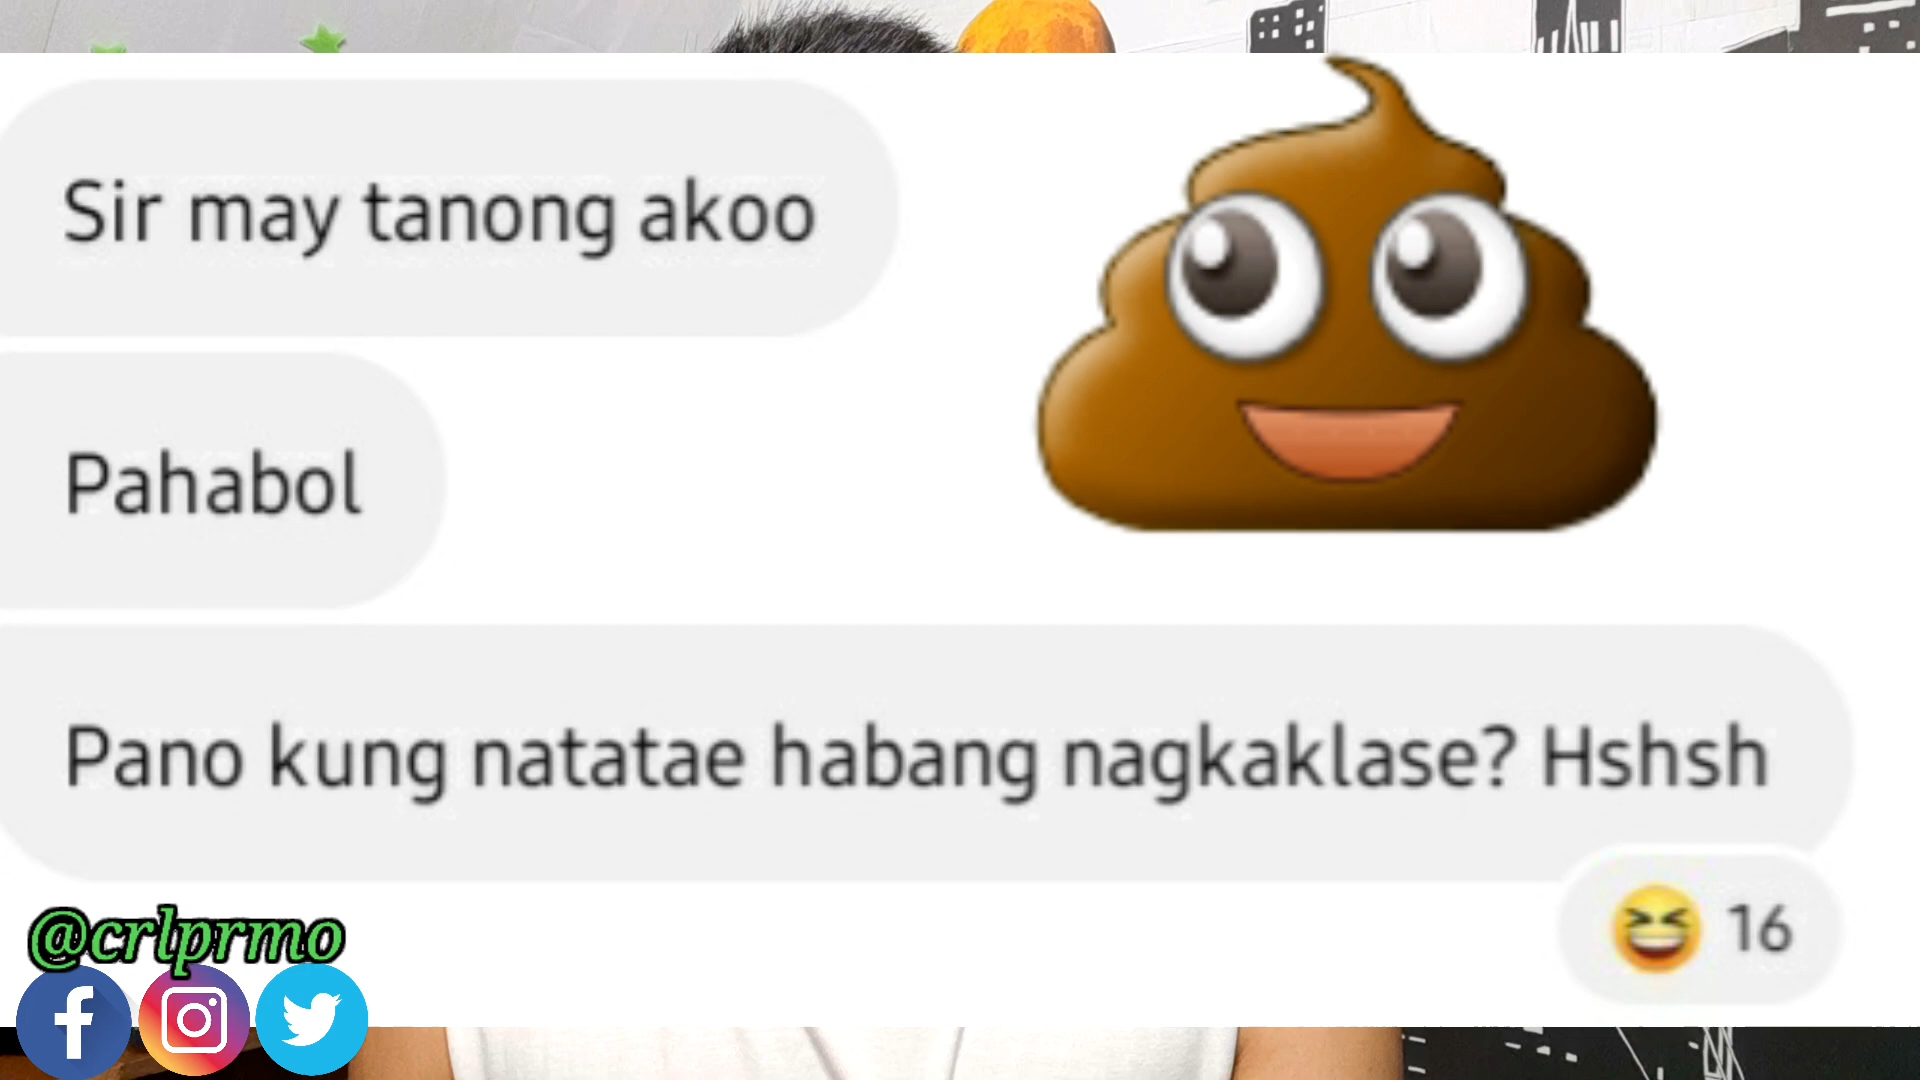 Sir may tanong akoo
Pahabol
Pano kung natatae habang nagkaklase? Hshsh
16
@crlprmo